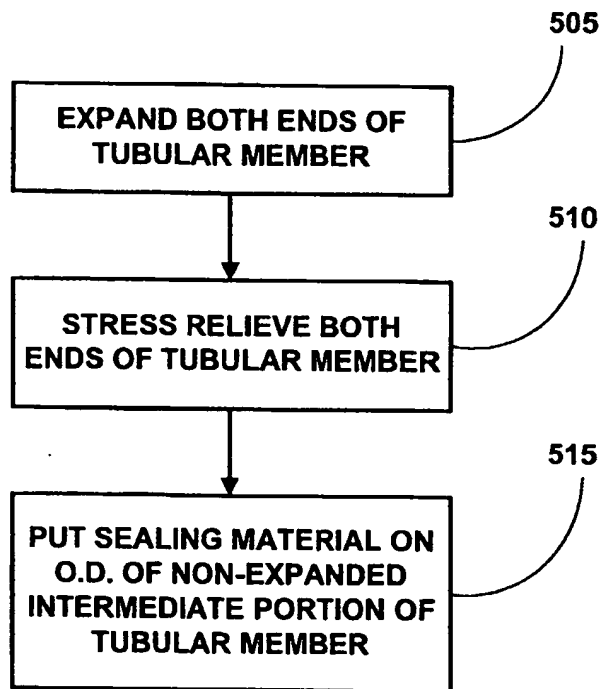 505
EXPAND BOTH ENDS OF
TUBULAR MEMBER
510
STRESS RELIEVE BOTH
ENDS OF TUBULAR MEMBER
515
PUT SEALING MATERIAL ON
O.D. OF NON-EXPANDED
INTERMEDIATE PORTION OF
TUBULAR MEMBER